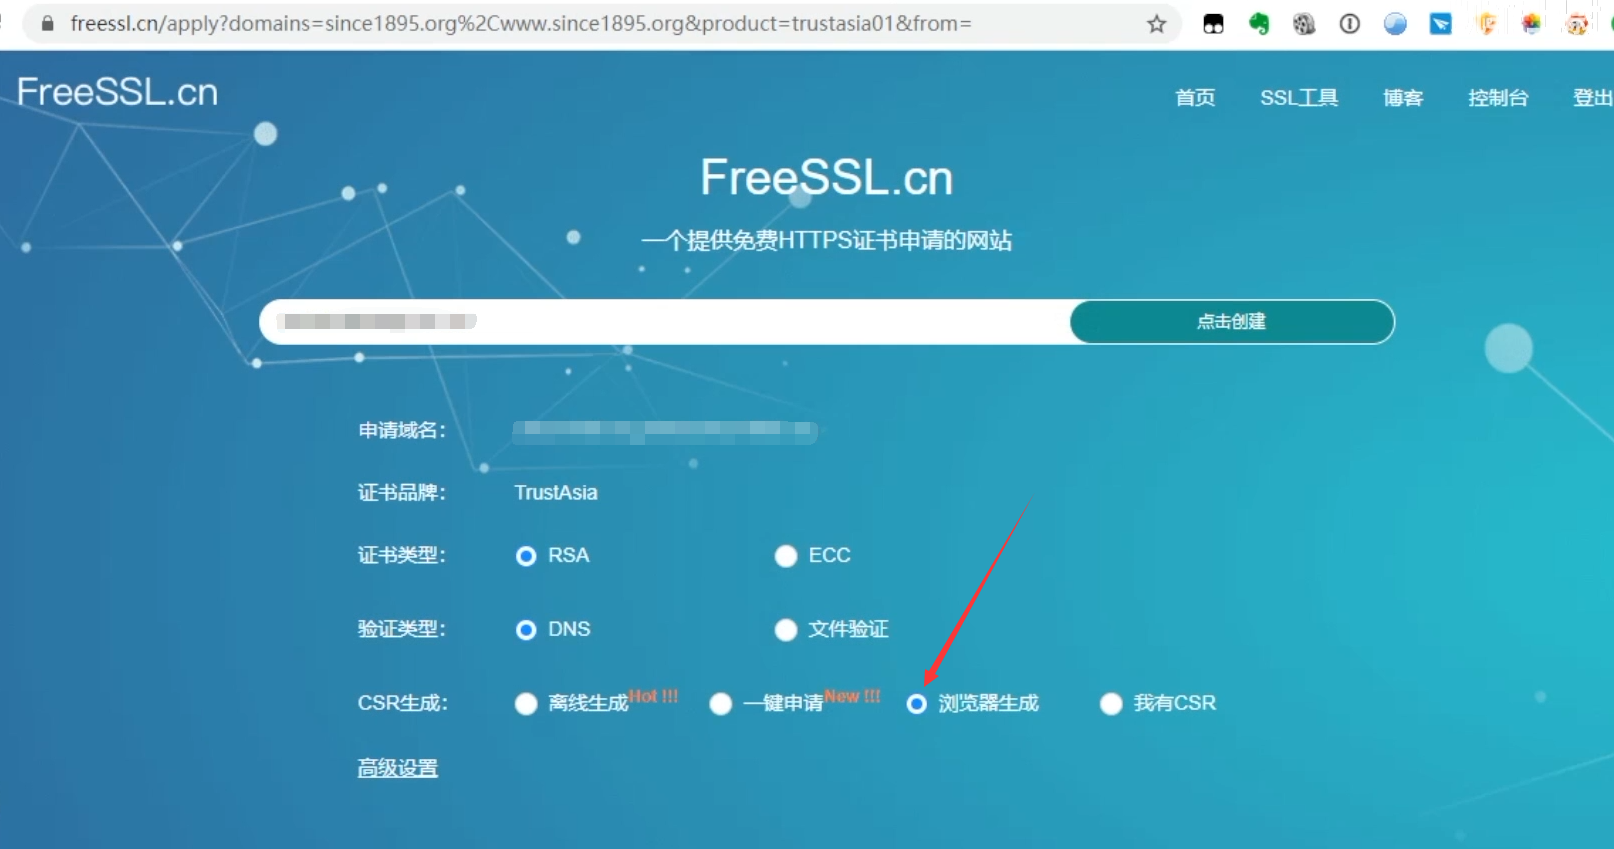 freessl.cn/apply?domains=since1895.org%2Cwww.since1895.org&product=trustasia01&from=
FreeSSL.cn
首页 SSL工具 博客 控制台 登出
FreeSSL.cn
一个提供免费HTTPS证书申请的网站
点击创建
申请域名：
证书品牌： TrustAsia
证书类型： RSA ECC
验证类型： DNS 文件验证
CSR生成： 离线生成Hot !!! 一键申请New !!! 浏览器生成 我有CSR
高级设置